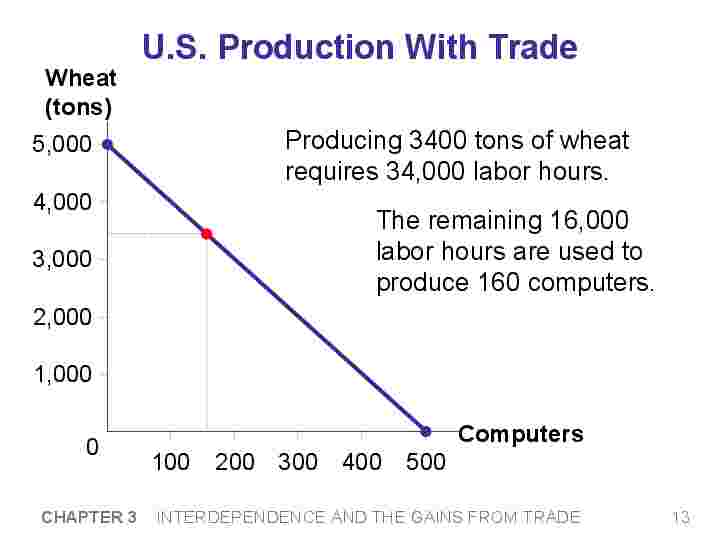 U.S. Production With Trade
Wheat
(tons)
5,000
Producing 3400 tons of wheat
requires 34,000 labor hours.
4,000
The remaining 16,000
labor hours are used to
produce 160 computers.
3,000
2,000
1,000
0
Computers
100 200 300 400 500
CHAPTER 3 INTERDEPENDENCE AND THE GAINS FROM TRADE 13